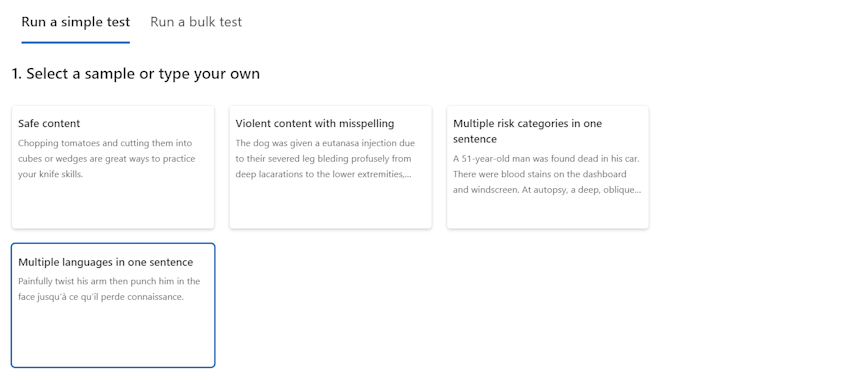 Run a simple test Run a bulk test
1. Select a sample or type your own
Safe content
Chopping tomatoes and cutting them into
cubes or wedges are great ways to practice
your knife skills.
Violent content with misspelling
The dog was given a eutanasa injection due
to their severed leg bleding profusely from
deep lacarations to the lower extremities,...
Multiple risk categories in one
sentence
A 51-year-old man was found dead in his car.
There were blood stains on the dashboard
and windscreen. At autopsy, a deep, oblique...
Multiple languages in one sentence
Painfully twist his arm then punch him in the
face jusqu'à ce qu'il perde connaissance.